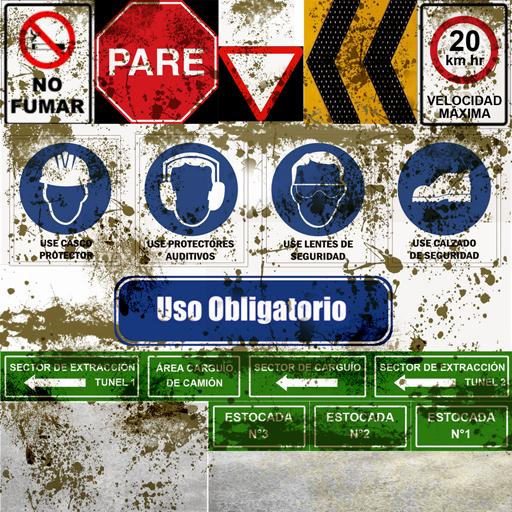 NO
FUMAR
PARE
20
km hr
VELOCIDAD
MÁXIMA
USE CASCO
PROTECTOR
USE PROTECTORES
AUDITIVOS
USE LENTES DE
SEGURIDAD
USE CALZADO
DE SEGURIDAD
Uso Obligatorio
SECTOR DE EXTRACCIÓN
TUNEL 1
ÁREA CARGUÍO
DE CAMIÓN
SECTOR DE CARGUÍO
SECTOR DE EXTRACCIÓN
TUNEL 2
ESTOCADA
Nº3
ESTOCADA
Nº2
ESTOCADA
Nº1